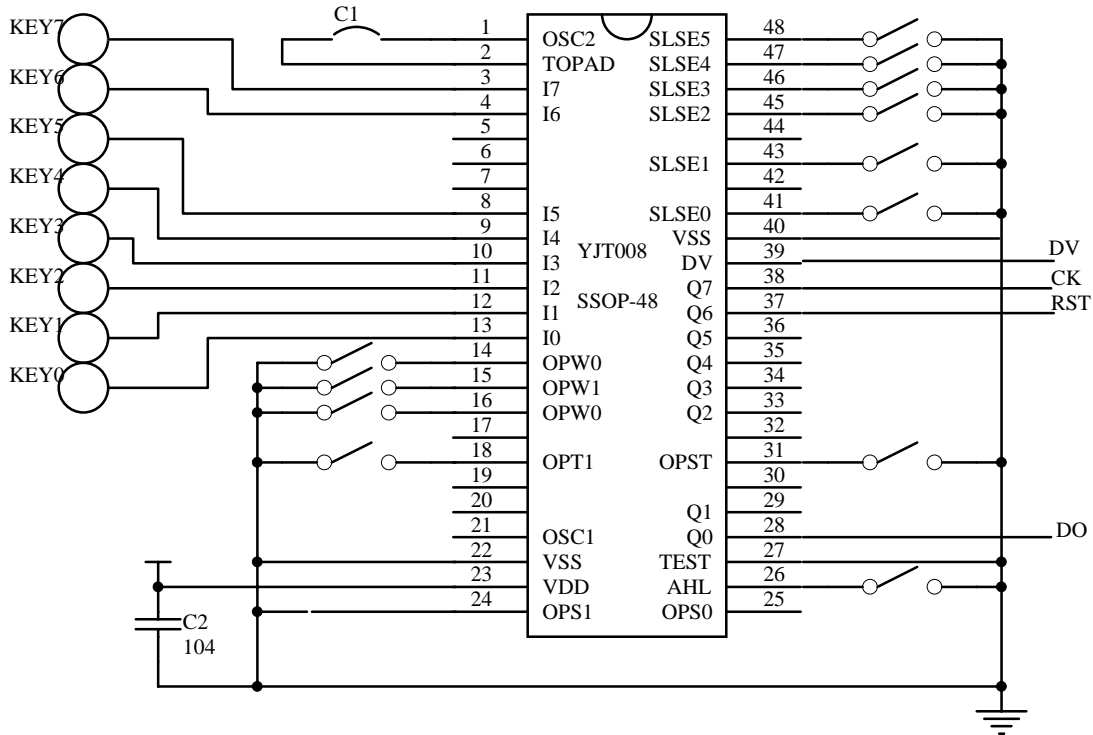 C1
KEY7 1 OSC2 SLSE5 48
2 TOPAD SLSE4 47
KEY6 3 I7 SLSE3 46
4 I6 SLSE2 45
KEY5 5 44
6 SLSE1 43
KEY4 7 42
8 I5 SLSE0 41
KEY3 9 I4 VSS 40
YJT008
10 I3 DV 39 DV
KEY2 11 I2 Q7 38 CK
SSOP-48
12 I1 Q6 37 RST
KEY1 13 I0 Q5 36
14 OPW0 Q4 35
KEY0 15 OPW1 Q3 34
16 OPW0 Q2 33
17 32
18 OPT1 OPST 31
19 30
20 Q1 29
21 OSC1 Q0 28 DO
22 VSS TEST 27
23 VDD AHL 26
24 OPS1 OPS0 25
C2
104